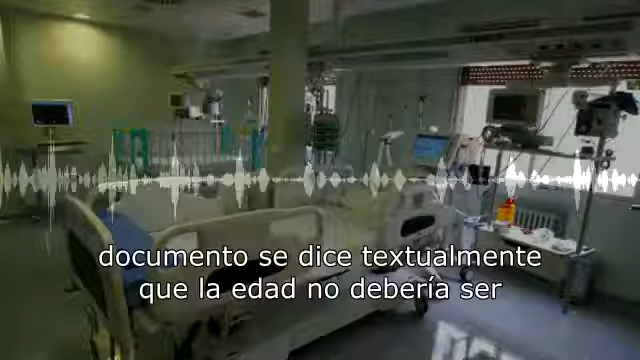 documento se dice textualmente
que la edad no debería ser